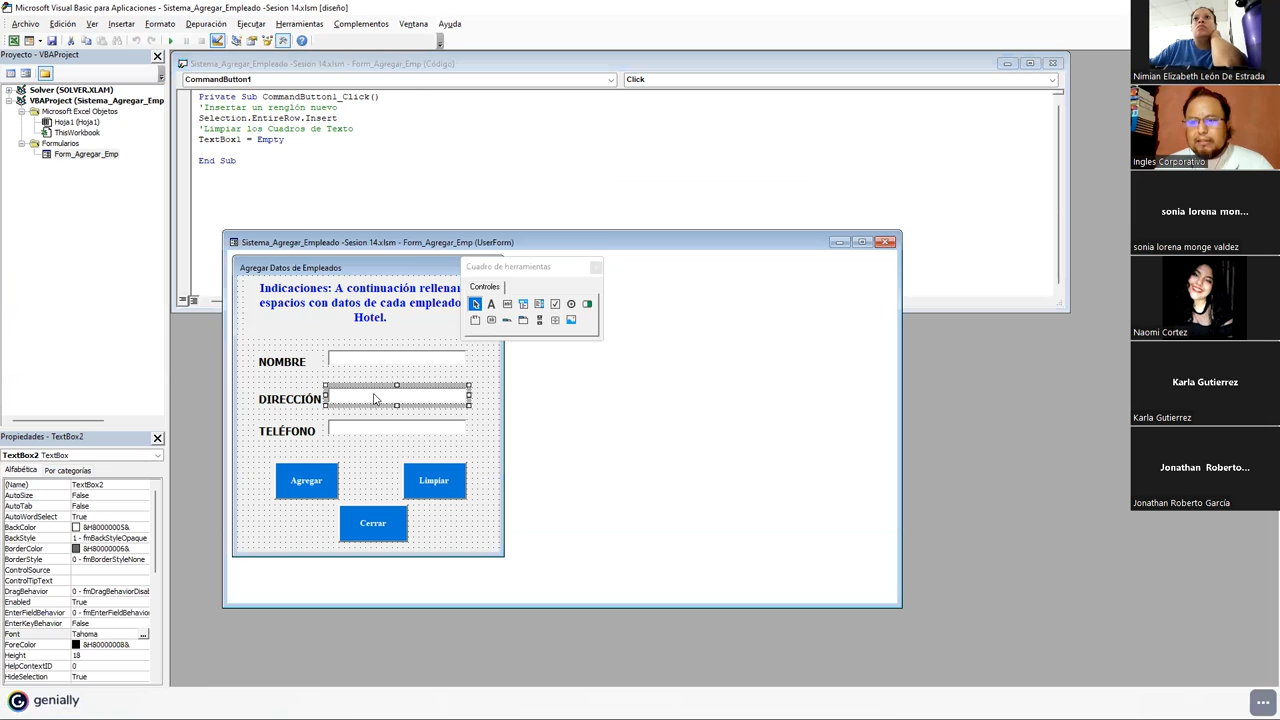 Microsoft Visual Basic para Aplicaciones - Sistema_Agregar_Empleado -Sesion 14.xlsm [diseño]
Archivo Edición Ver Insertar Formato Depuración Ejecutar Herramientas Complementos Ventana Ayuda
Proyecto - VBAProject
Solver (SOLVER.XLAM)
VBAProject (Sistema_Agregar_Emp
Microsoft Excel Objetos
Hoja1 (Hoja1)
ThisWorkbook
Formularios
Form_Agregar_Emp
Sistema_Agregar_Empleado -Sesion 14.xlsm - Form_Agregar_Emp (Código)
CommandButton1
Click
Private Sub CommandButton1_Click()
'Insertar un renglón nuevo
Selection.EntireRow.Insert
'Limpiar los Cuadros de Texto
TextBox1 = Empty
End Sub
Sistema_Agregar_Empleado -Sesion 14.xlsm - Form_Agregar_Emp (UserForm)
Agregar Datos de Empleados
Indicaciones: A continuación rellenar
espacios con datos de cada empleado
Hotel.
NOMBRE
DIRECCIÓN
TELÉFONO
Agregar
Limpiar
Cerrar
Cuadro de herramientas
Controles
Propiedades - TextBox2
TextBox2 TextBox
Alfabética Por categorías
(Name) TextBox2
AutoSize False
AutoTab False
AutoWordSelect True
BackColor &H80000005&
BackStyle 1 - fmBackStyleOpaque
BorderColor &H80000006&
BorderStyle 0 - fmBorderStyleNone
ControlSource
ControlTipText
DragBehavior 0 - fmDragBehaviorDisal
Enabled True
EnterFieldBehavior 0 - fmEnterFieldBehavior
EnterKeyBehavior False
Font Tahoma
ForeColor &H80000008&
Height 18
HelpContextID 0
HideSelection True
genially
Nimian Elizabeth León De Estrada
Ingles Corporativo
sonia lorena mon...
sonia lorena monge valdez
Naomi Cortez
Karla Gutierrez
Karla Gutierrez
Jonathan Roberto...
Jonathan Roberto García